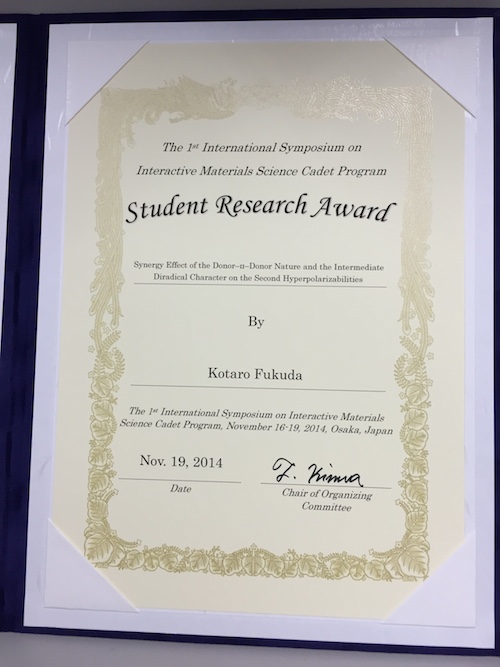 The 1st International Symposium on
Interactive Materials Science Cadet Program
Student Research Award
Synergy Effect of the Donor–π–Donor Nature and the Intermediate
Diradical Character on the Second Hyperpolarizabilities
By
Kotaro Fukuda
The 1st International Symposium on Interactive Materials
Science Cadet Program, November 16-19, 2014, Osaka, Japan
Nov. 19, 2014
Date
Chair of Organizing
Committee